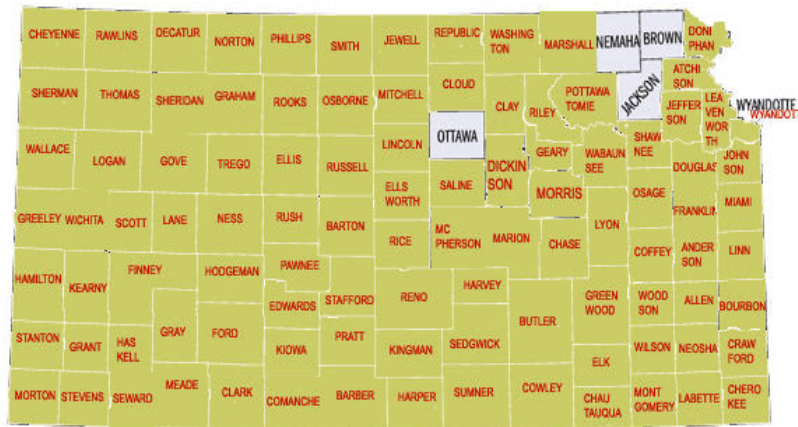 CHEYENNE RAWLINS DECATUR NORTON PHILLIPS SMITH JEWELL REPUBLIC WASHING
TON MARSHALL NEMAHA BROWN DONI
PHAN
SHERMAN THOMAS SHERIDAN GRAHAM ROOKS OSBORNE MITCHELL CLOUD CLAY RILEY POTTAWA
TOMIE JACKSON ATCHI
SON
JEFFER
SON LEA
VEN
WOR
TH WYANDOTTE
WYANDOTT
WALLACE LOGAN GOVE TREGO ELLIS RUSSELL LINCOLN OTTAWA
DICKIN
SON GEARY WABAUN
SEE SHAW
NEE DOUGLAS JOHN
SON
ELLS
WORTH SALINE MORRIS OSAGE FRANKLIN MIAMI
GREELEY WICHITA SCOTT LANE NESS RUSH BARTON RICE MC
PHERSON MARION CHASE LYON COFFEY ANDER
SON LINN
HAMILTON KEARNY FINNEY HODGEMAN PAWNEE
EDWARDS STAFFORD RENO HARVEY BUTLER GREEN
WOOD WOOD
SON ALLEN BOURBON
STANTON GRANT HAS
KELL GRAY FORD KIOWA PRATT KINGMAN SEDGWICK ELK WILSON NEOSHA CRAW
FORD
MORTON STEVENS SEWARD MEADE CLARK COMANCHE BARBER HARPER SUMNER COWLEY CHAU
TAUQUA MONT
GOMERY LABETTE CHERO
KEE